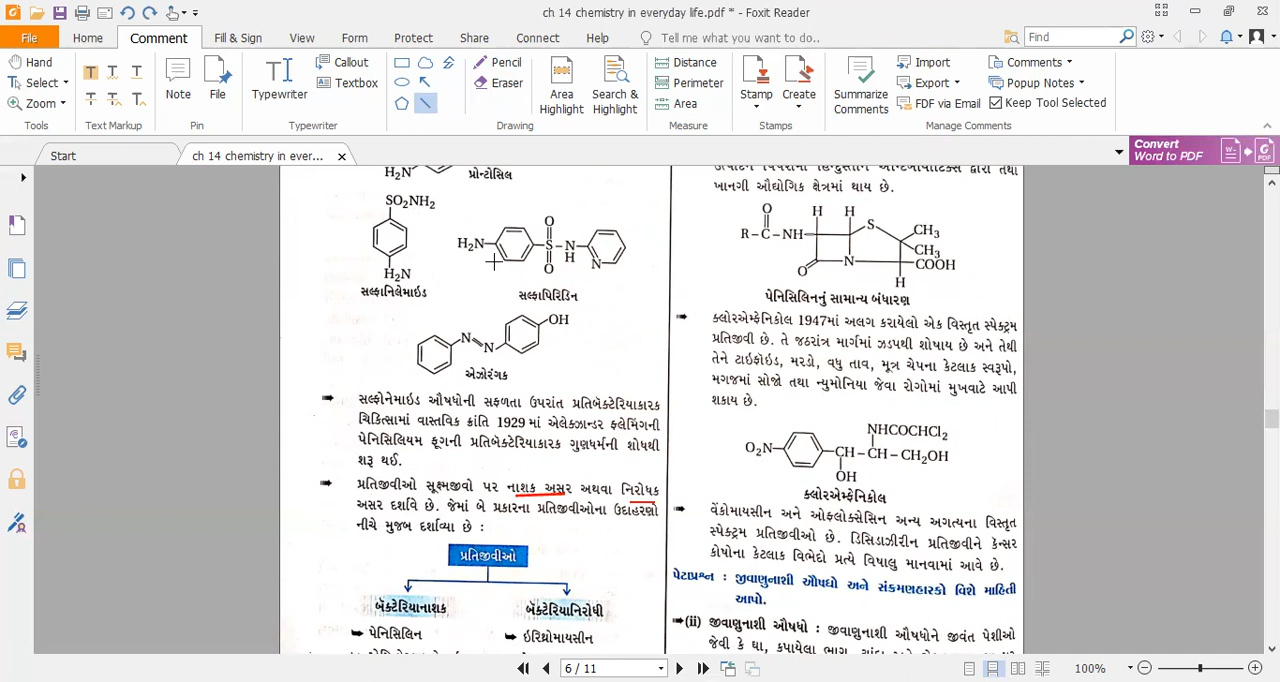 ch 14 chemistry in everyday life.pdf * - Foxit Reader
File Home Comment Fill & Sign View Form Protect Share Connect Help Tell me what you want to do.. Find
Hand
Select
Zoom
Tools
Text Markup
Note
File
Pin
Typewriter
Callout
Textbox
Typewriter
Pencil
Eraser
Area Highlight
Search & Highlight
Drawing
Distance
Perimeter
Area
Measure
Stamp
Create
Stamps
Summarize Comments
Import
Export
FDF via Email
Comments
Popup Notes
Keep Tool Selected
Manage Comments
Start
ch 14 chemistry in ever...
Convert
Word to PDF
H₂N
પ્રોન્ટોસિલ
SO₂NH₂
H₂N
સલ્ફાનિલેમાઇડ
H₂N
O
S
O
NH
H
N
સલ્ફાપિરિડિન
N
N
OH
એઝોરંગક
સલ્ફોનેમાઇડ ઔષધોની સફળતા ઉપરાંત પ્રતિબેક્ટેરિયાકારક
ચિકિત્સામાં વાસ્તવિક ક્રાંતિ 1929 માં એલેક્ઝાન્ડર ફ્લેમિંગની
પેનિસિલિયમ ફૂગની પ્રતિબેક્ટેરિયાકારક ગુણધર્મની શોધથી
શરૂ થઈ.
પ્રતિજીવીઓ સૂક્ષ્મજીવો પર નાશક અસર અથવા નિરોધક
અસર દર્શાવે છે. જેમાં બે પ્રકારના પ્રતિજીવીઓના ઉદાહરણો
નીચે મુજબ દર્શાવ્યા છે :
પ્રતિજીવીઓ
બૅક્ટેરિયાનાશક બૅક્ટેરિયાનિરોધી
પેનિસિલિન ઇરિથ્રોમાયસીન
ખાનગી ઔદ્યોગિક ક્ષેત્રમાં થાય છે.
O
R–C–NH
H H
S
CH₃
CH₃
COOH
O
N
H
પેનિસિલિનનું સામાન્ય બંધારણ
ક્લોરએમ્ફેનિકોલ 1947માં અલગ કરાયેલો એક વિસ્તૃત સ્પેક્ટ્રમ
પ્રતિજીવી છે. તે જઠરાંત્ર માર્ગમાં ઝડપથી શોષાય છે અને તેથી
તેને ટાઇફૉઇડ, મરડો, વધુ તાવ, મૂત્ર ચેપના કેટલાક સ્વરૂપો,
મગજમાં સોજો તથા ન્યુમોનિયા જેવા રોગોમાં મુખવાટે આપી
શકાય છે.
NHCOCHCl₂
O₂N CH–CH–CH₂OH
OH
ક્લોરએમ્ફેનિકોલ
વેંકોમાયસીન અને ઓફ્લોક્સેસિન અન્ય અગત્યના વિસ્તૃત
સ્પેક્ટ્રમ પ્રતિજીવીઓ છે. ડિસિડાઝીરીન પ્રતિજીવીને કેન્સર
કોષોના કેટલાક વિભેદો પ્રત્યે વિષાલુ માનવામાં આવે છે.
પેટાપ્રશ્ન : જીવાણુનાશી ઔષધો અને સંક્રમણહારકો વિશે માહિતી
આપો.
(ii) જીવાણુનાશી ઔષધો : જીવાણુનાશી ઔષધોને જીવંત પેશીઓ
6 / 11
100%